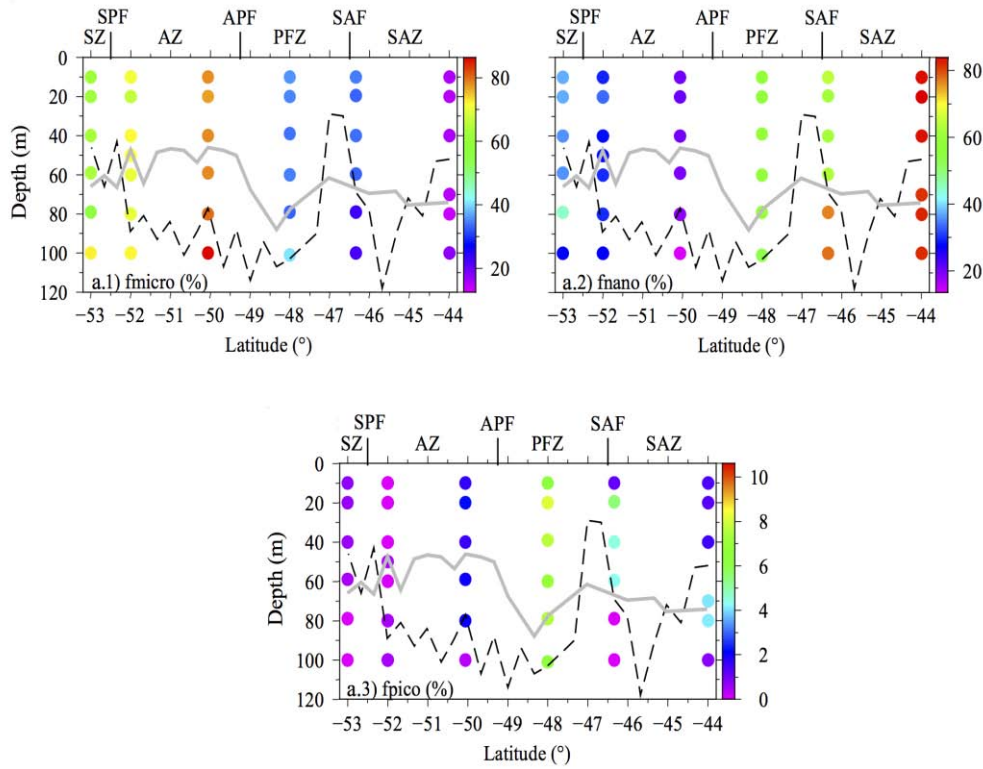 SPF APF SAF
SZ AZ PFZ SAZ
0
20
40
60
80
100
120
Depth (m)
a.1) fmicro (%)
−53 −52 −51 −50 −49 −48 −47 −46 −45 −44
Latitude (°)
80
60
40
20
SPF APF SAF
SZ AZ PFZ SAZ
0
20
40
60
80
100
120
a.2) fnano (%)
−53 −52 −51 −50 −49 −48 −47 −46 −45 −44
Latitude (°)
80
60
40
20
SPF APF SAF
SZ AZ PFZ SAZ
0
20
40
60
80
100
120
Depth (m)
a.3) fpico (%)
−53 −52 −51 −50 −49 −48 −47 −46 −45 −44
Latitude (°)
10
8
6
4
2
0